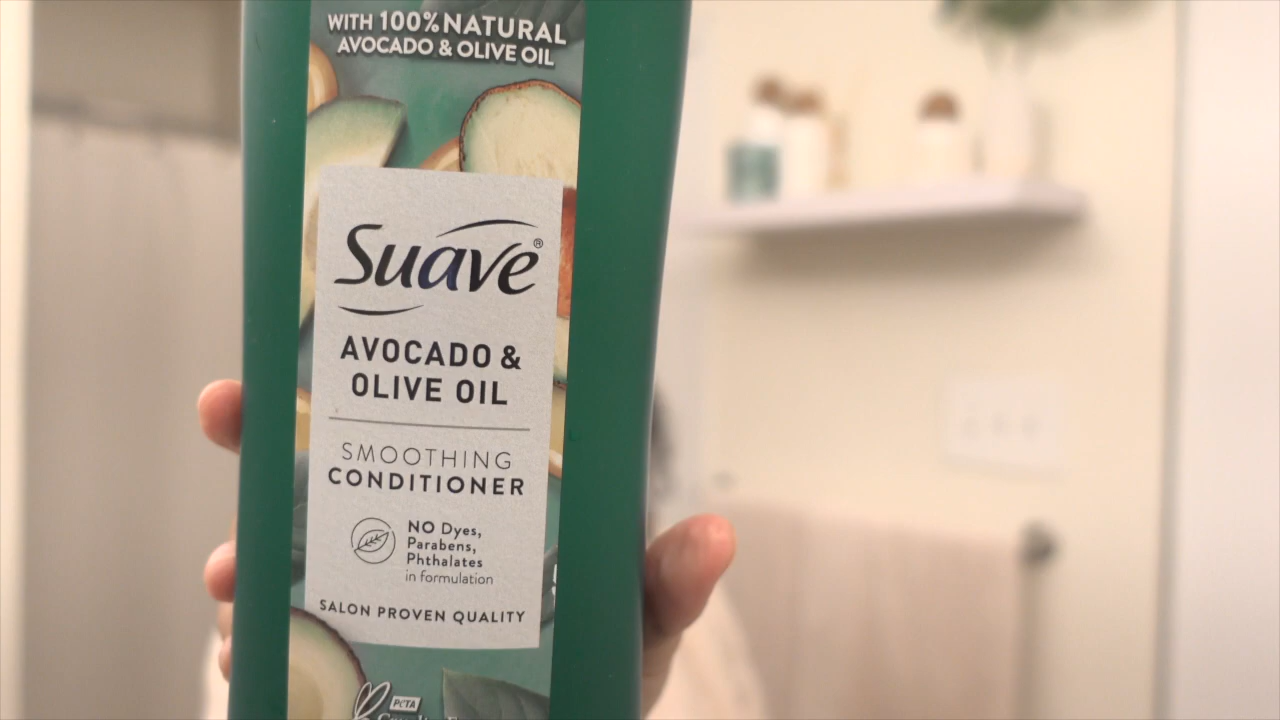 WITH 100% NATURAL
AVOCADO & OLIVE OIL
Suave®
AVOCADO &
OLIVE OIL
SMOOTHING
CONDITIONER
NO Dyes,
Parabens,
Phthalates
in formulation
SALON PROVEN QUALITY
PETA